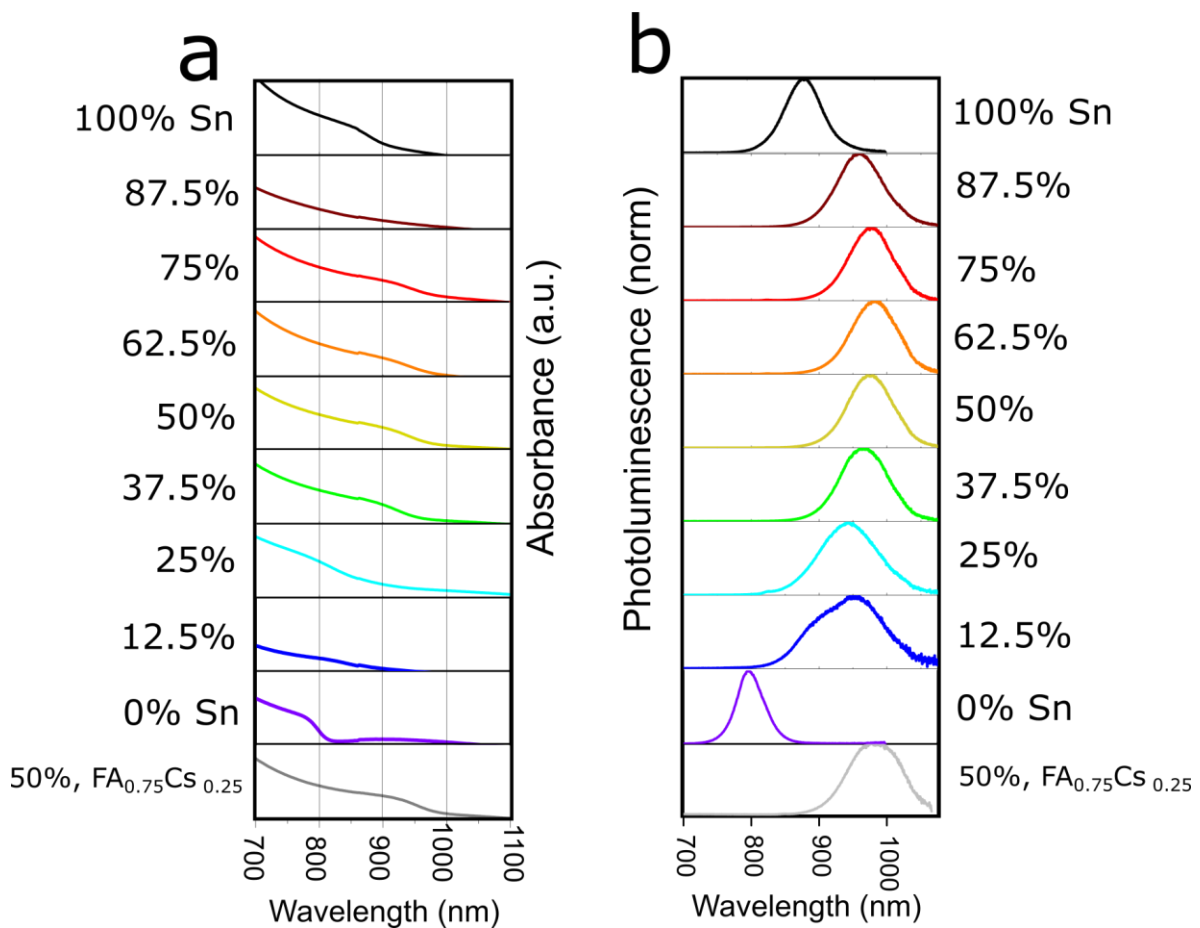 a
100% Sn
87.5%
75%
62.5%
50%
37.5%
25%
12.5%
0% Sn
50%, FA0.75Cs 0.25
Absorbance (a.u.)
700
800
900
1000
1100
Wavelength (nm)
b
Photoluminescence (norm)
100% Sn
87.5%
75%
62.5%
50%
37.5%
25%
12.5%
0% Sn
50%, FA0.75Cs 0.25
700
800
900
1000
Wavelength (nm)